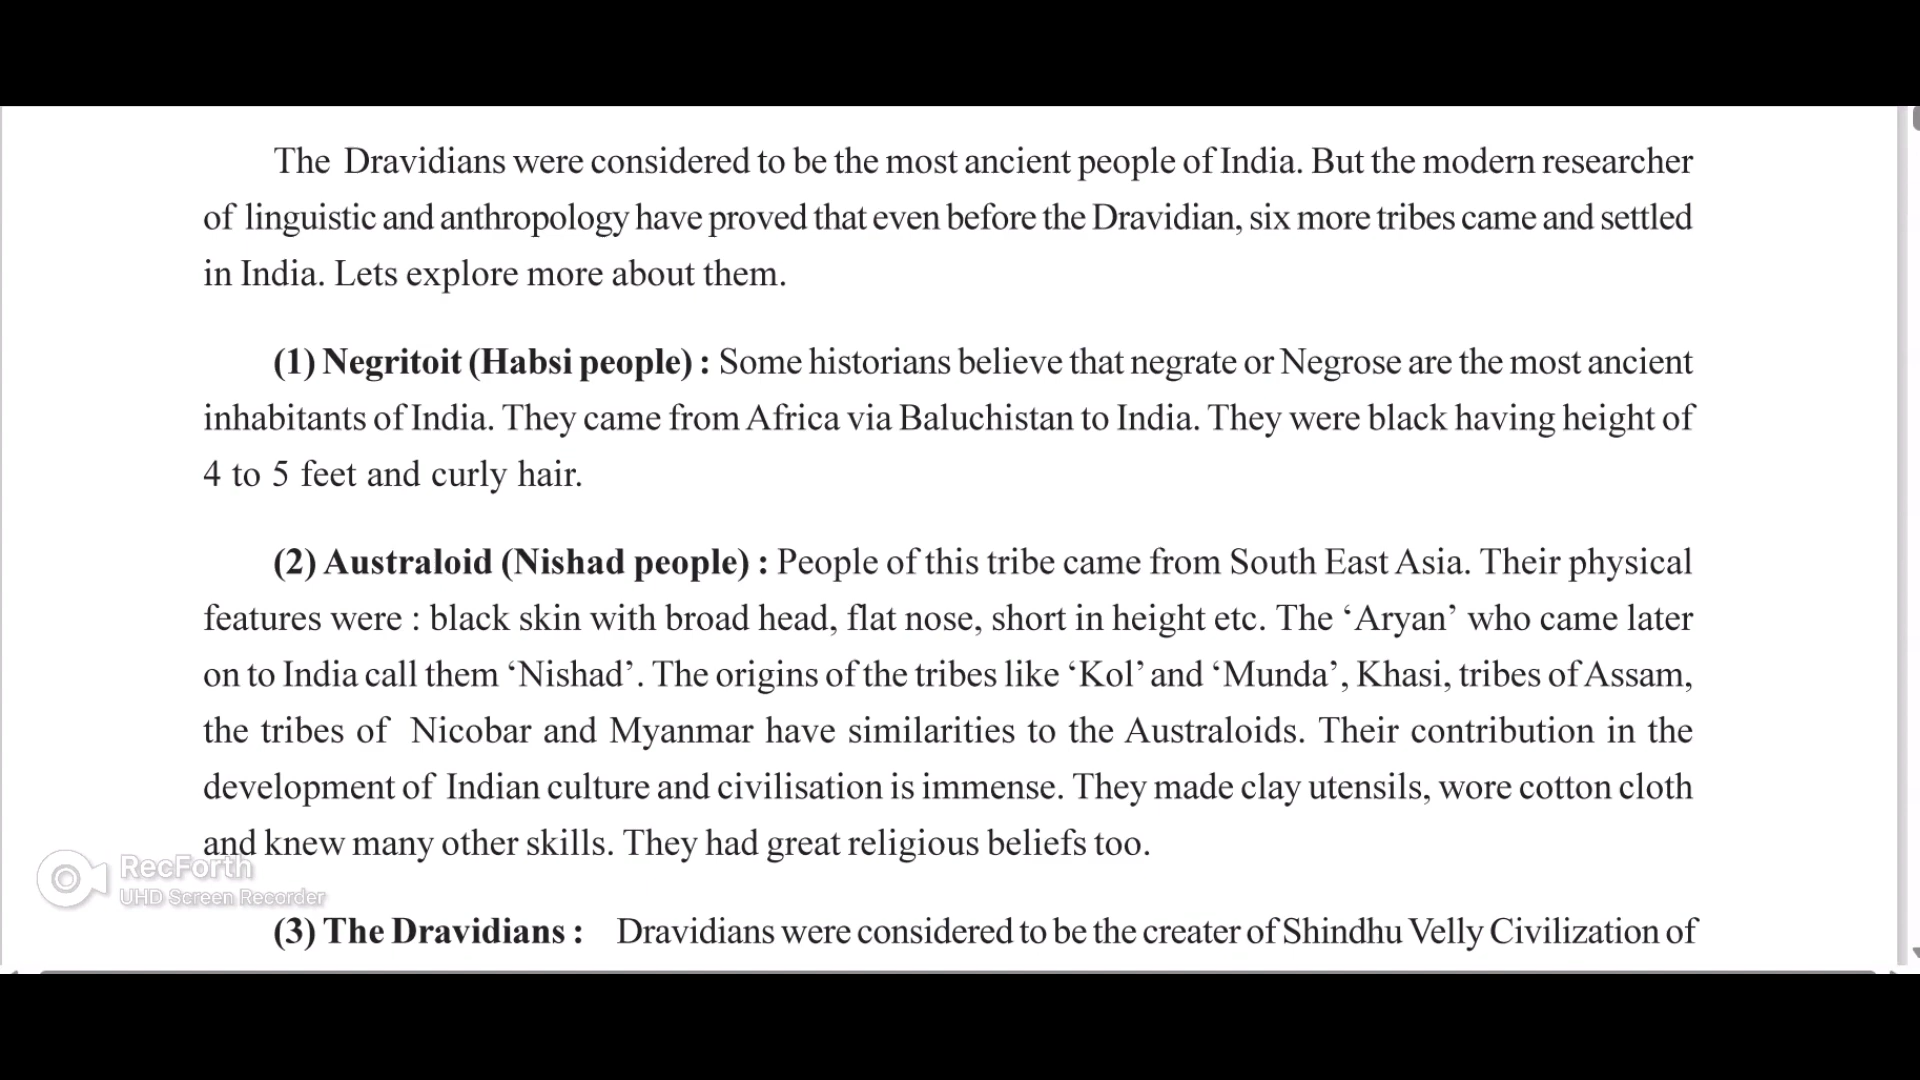 The Dravidians were considered to be the most ancient people of India. But the modern researcher
of linguistic and anthropology have proved that even before the Dravidian, six more tribes came and settled
in India. Lets explore more about them.
(1) Negritoit (Habsi people) : Some historians believe that negrate or Negrose are the most ancient
inhabitants of India. They came from Africa via Baluchistan to India. They were black having height of
4 to 5 feet and curly hair.
(2) Australoid (Nishad people) : People of this tribe came from South East Asia. Their physical
features were : black skin with broad head, flat nose, short in height etc. The ‘Aryan’ who came later
on to India call them ‘Nishad’. The origins of the tribes like ‘Kol’ and ‘Munda’, Khasi, tribes of Assam,
the tribes of Nicobar and Myanmar have similarities to the Australoids. Their contribution in the
development of Indian culture and civilisation is immense. They made clay utensils, wore cotton cloth
and knew many other skills. They had great religious beliefs too.
RecForth
UHD Screen Recorder
(3) The Dravidians : Dravidians were considered to be the creater of Shindhu Velly Civilization of